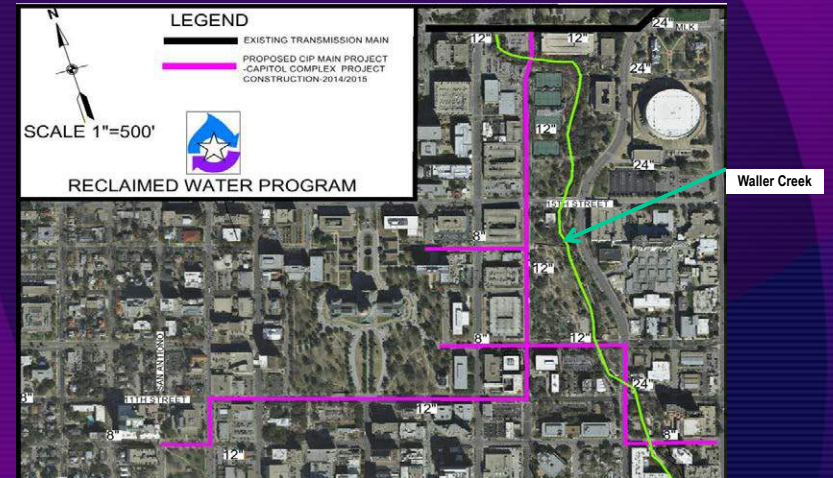 N
LEGEND
EXISTING TRANSMISSION MAIN
PROPOSED CIP MAIN PROJECT
-CAPITOL COMPLEX PROJECT
CONSTRUCTION-2014/2015
SCALE 1"=500'
RECLAIMED WATER PROGRAM
24" MLK
12" 12"
24"
12"
24"
Waller Creek
15TH STREET
8"
12"
8" 12"
SAN ANTONIO
24"
8" 11TH STREET
12"
8" 8"
12"